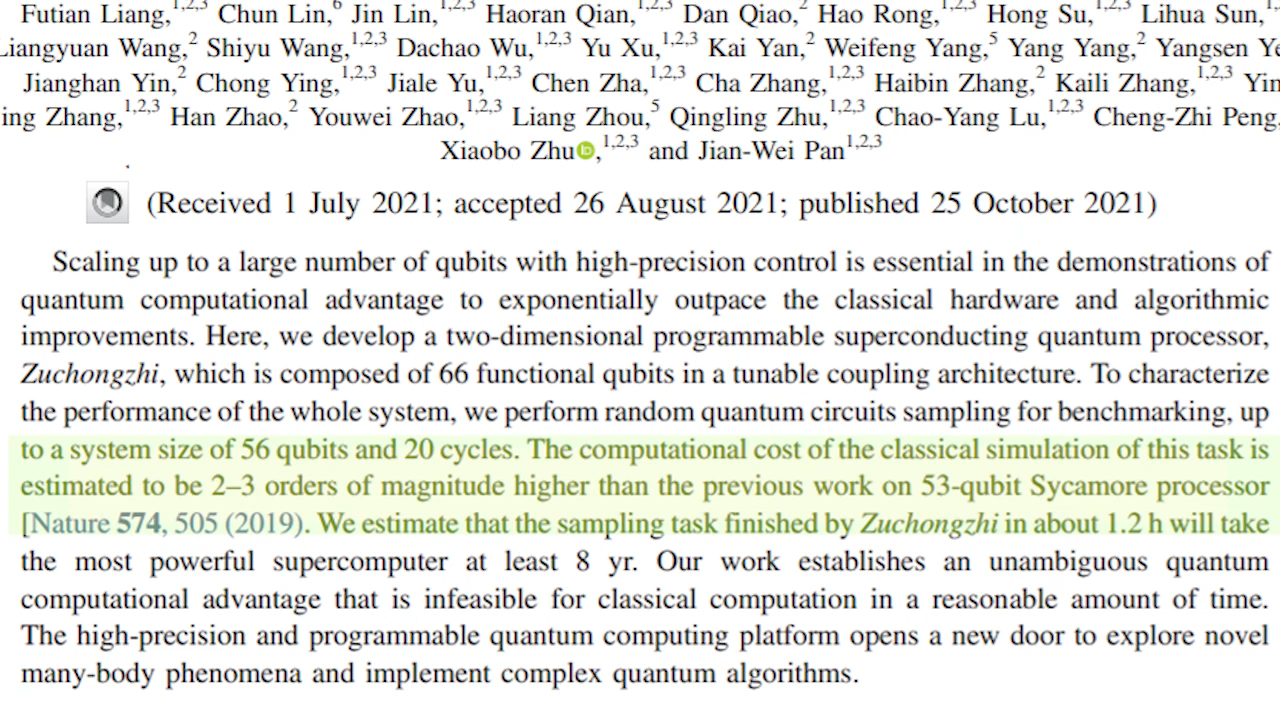 Futian Liang,1,2,3 Chun Lin,6 Jin Lin,1,2,3 Haoran Qian,1,2,3 Dan Qiao,2 Hao Rong,1,2,3 Hong Su,1,2,3 Lihua Sun,1,2,3
Liangyuan Wang,2 Shiyu Wang,1,2,3 Dachao Wu,1,2,3 Yu Xu,1,2,3 Kai Yan,2 Weifeng Yang,5 Yang Yang,2 Yangsen
Jianghan Yin,2 Chong Ying,1,2,3 Jiale Yu,1,2,3 Chen Zha,1,2,3 Cha Zhang,1,2,3 Haibin Zhang,2 Kaili Zhang,1,2,3
ing Zhang,1,2,3 Han Zhao,2 Youwei Zhao,1,2,3 Liang Zhou,5 Qingling Zhu,1,2,3 Chao-Yang Lu,1,2,3 Cheng-Zhi Peng,
Xiaobo Zhu iD,1,2,3 and Jian-Wei Pan1,2,3
(Received 1 July 2021; accepted 26 August 2021; published 25 October 2021)
Scaling up to a large number of qubits with high-precision control is essential in the demonstrations of
quantum computational advantage to exponentially outpace the classical hardware and algorithmic
improvements. Here, we develop a two-dimensional programmable superconducting quantum processor,
Zuchongzhi, which is composed of 66 functional qubits in a tunable coupling architecture. To characterize
the performance of the whole system, we perform random quantum circuits sampling for benchmarking, up
to a system size of 56 qubits and 20 cycles. The computational cost of the classical simulation of this task is
estimated to be 2–3 orders of magnitude higher than the previous work on 53-qubit Sycamore processor
[Nature 574, 505 (2019). We estimate that the sampling task finished by Zuchongzhi in about 1.2 h will take
the most powerful supercomputer at least 8 yr. Our work establishes an unambiguous quantum
computational advantage that is infeasible for classical computation in a reasonable amount of time.
The high-precision and programmable quantum computing platform opens a new door to explore novel
many-body phenomena and implement complex quantum algorithms.